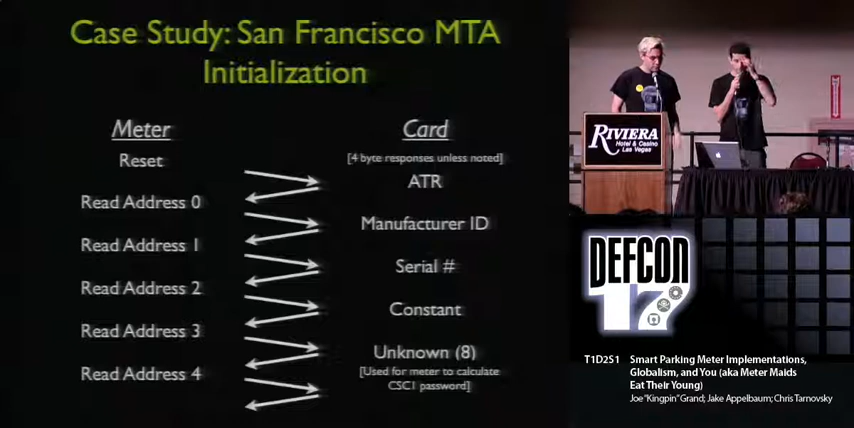 Case Study: San Francisco MTA
Initialization
Meter
Card
Reset
[4 byte responses unless noted]
ATR
Read Address 0
Manufacturer ID
Read Address 1
Serial #
Read Address 2
Constant
Read Address 3
Unknown (8)
Read Address 4
[Used for meter to calculate
CSC1 password]
RIVIERA
Hotel & Casino
Las Vegas
DEFCON
17
T1D2S1 Smart Parking Meter Implementations,
Globalism, and You (aka Meter Maids
Eat Their Young)
Joe "Kingpin" Grand; Jake Appelbaum; Chris Tarnovsky